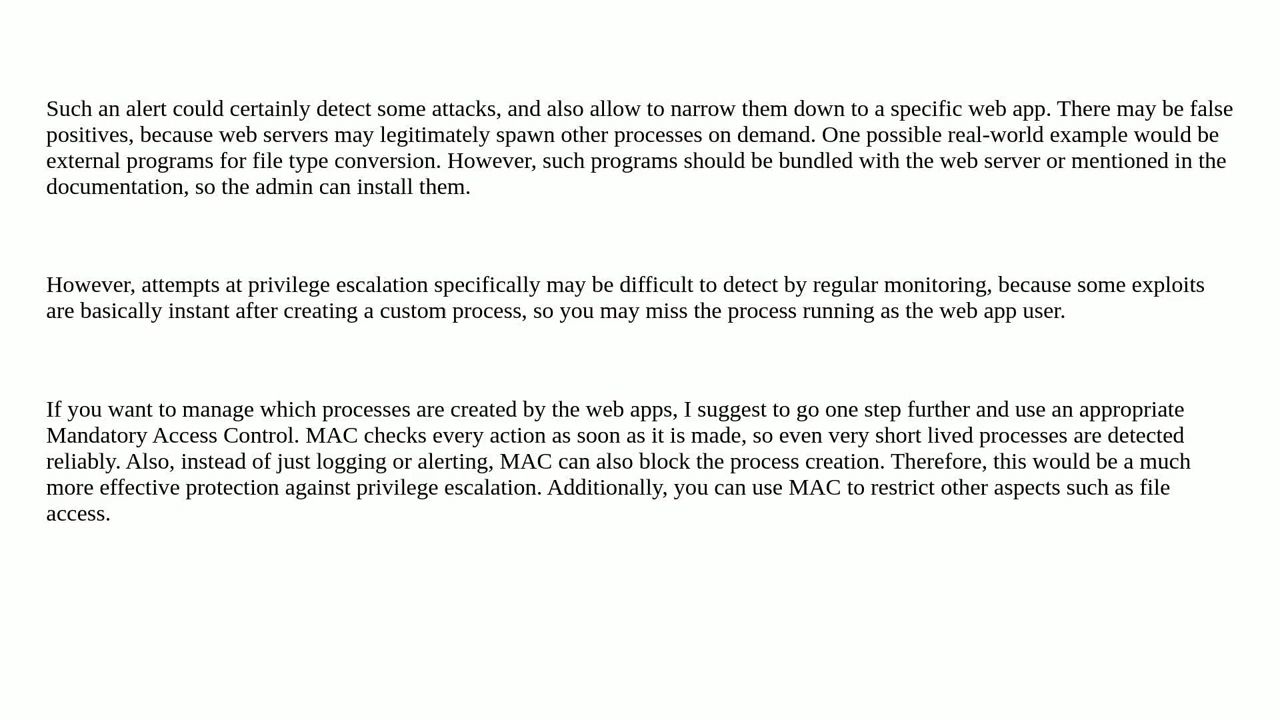 Such an alert could certainly detect some attacks, and also allow to narrow them down to a specific web app. There may be false
positives, because web servers may legitimately spawn other processes on demand. One possible real-world example would be
external programs for file type conversion. However, such programs should be bundled with the web server or mentioned in the
documentation, so the admin can install them.
However, attempts at privilege escalation specifically may be difficult to detect by regular monitoring, because some exploits
are basically instant after creating a custom process, so you may miss the process running as the web app user.
If you want to manage which processes are created by the web apps, I suggest to go one step further and use an appropriate
Mandatory Access Control. MAC checks every action as soon as it is made, so even very short lived processes are detected
reliably. Also, instead of just logging or alerting, MAC can also block the process creation. Therefore, this would be a much
more effective protection against privilege escalation. Additionally, you can use MAC to restrict other aspects such as file
access.